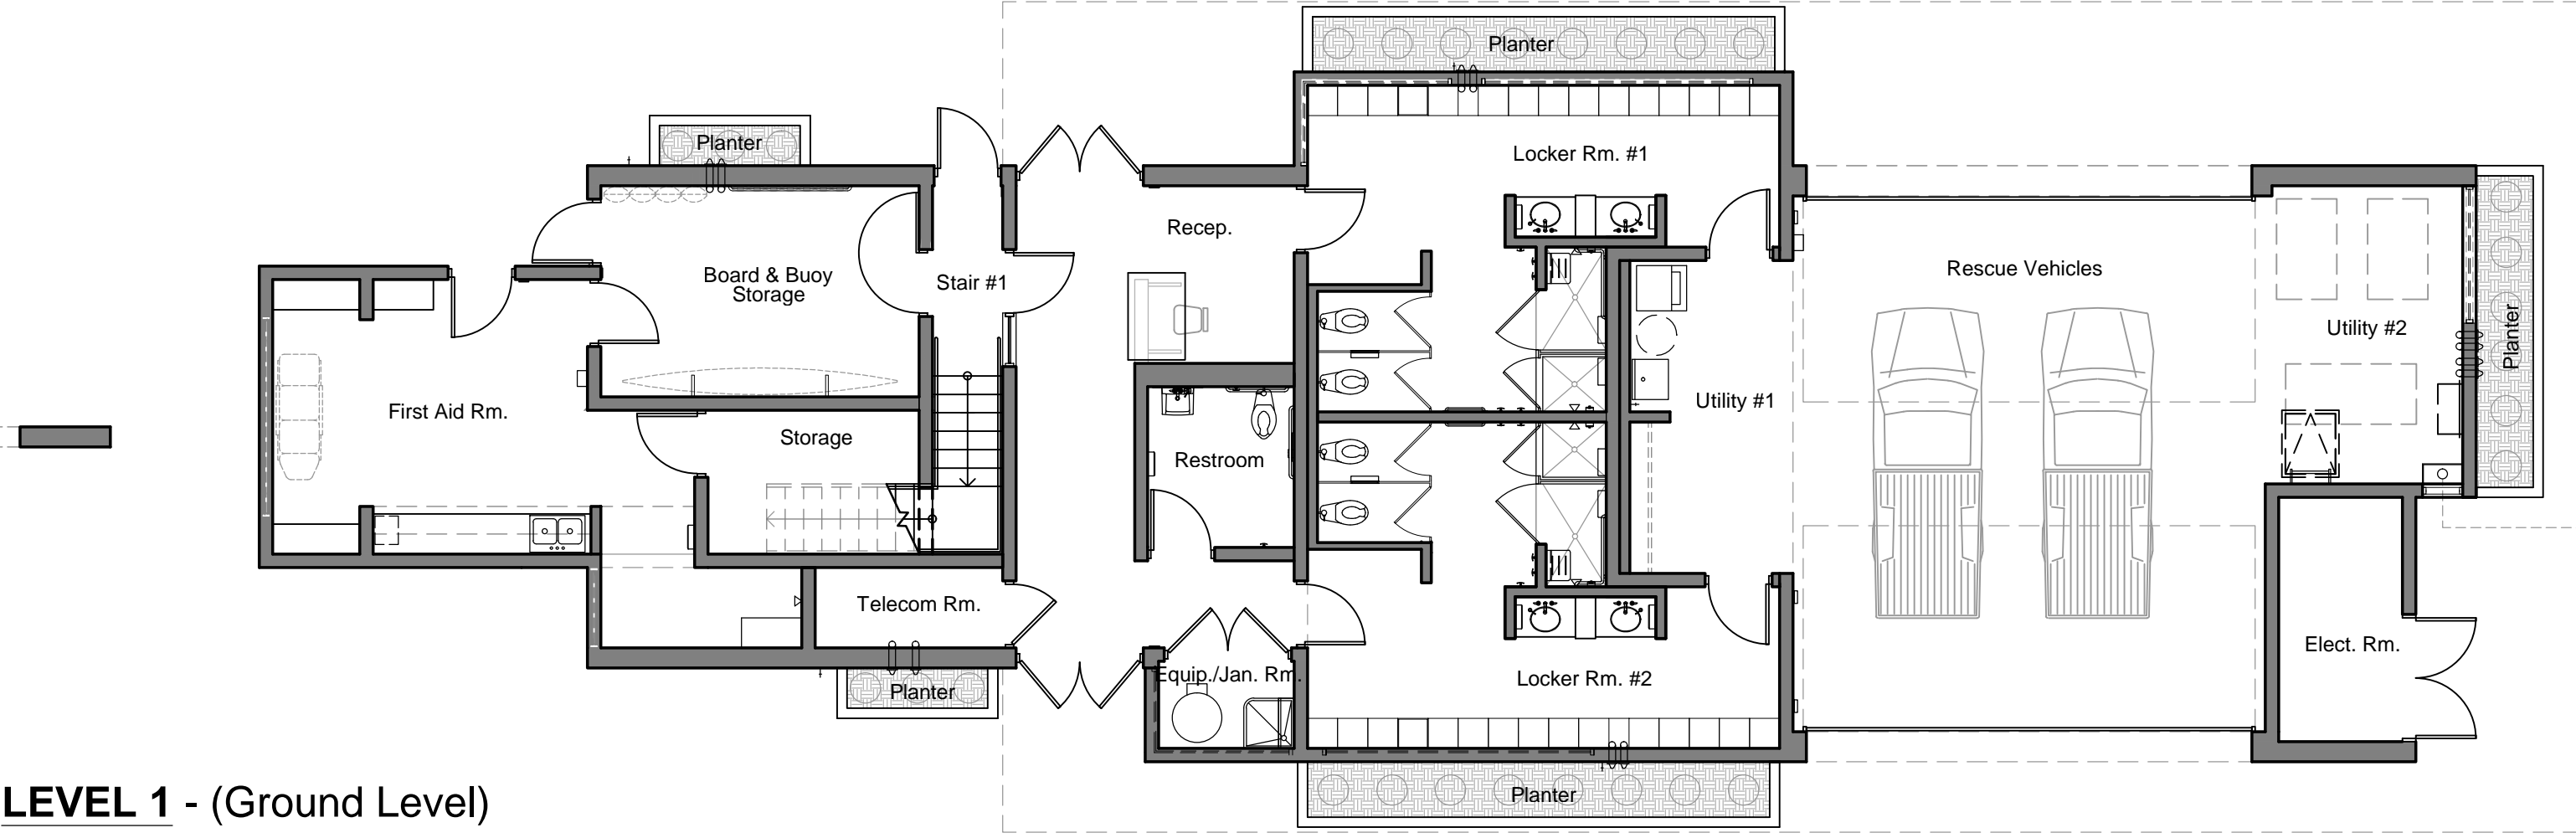 Planter
Planter
Locker Rm. #1
Recep.
Board & Buoy
Storage
Stair #1
Rescue Vehicles
Utility #2
Planter
First Aid Rm.
Utility #1
Storage
Restroom
Telecom Rm.
Elect. Rm.
Equip./Jan. Rm.
Locker Rm. #2
Planter
Planter
LEVEL 1 - (Ground Level)